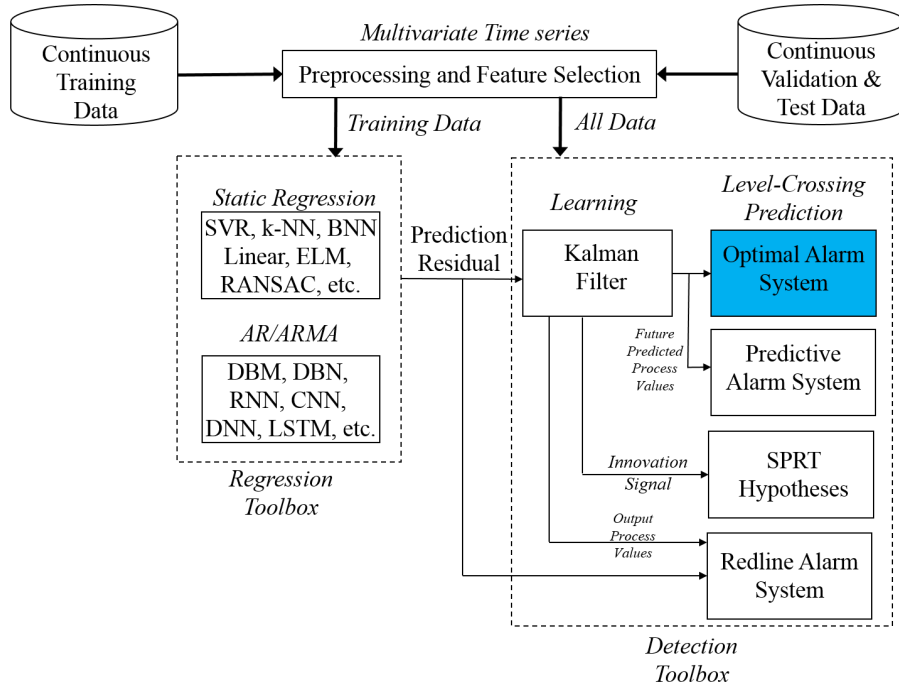 Continuous
Training
Data
Multivariate Time series
Preprocessing and Feature Selection
Continuous
Validation &
Test Data
Training Data
All Data
Static Regression
SVR, k-NN, BNN
Linear, ELM,
RANSAC, etc.
AR/ARMA
DBM, DBN,
RNN, CNN,
DNN, LSTM, etc.
Regression
Toolbox
Prediction
Residual
Learning
Kalman
Filter
Level-Crossing
Prediction
Optimal Alarm
System
Future
Predicted
Process
Values
Predictive
Alarm System
Innovation
Signal
SPRT
Hypotheses
Output
Process
Values
Redline Alarm
System
Detection
Toolbox